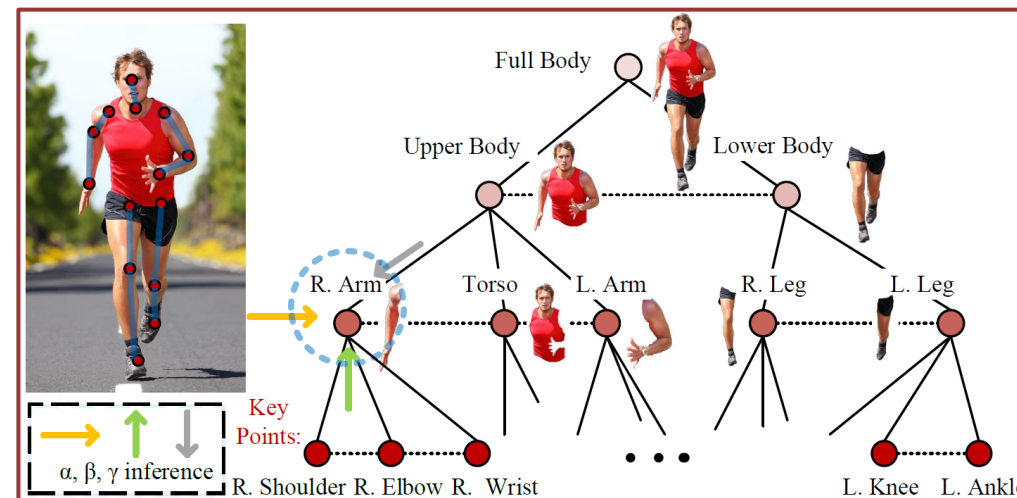 Full Body
Upper Body
Lower Body
R. Arm
Torso
L. Arm
R. Leg
L. Leg
Key
Points:
α, β, γ inference
R. Shoulder
R. Elbow
R. Wrist
L. Knee
L. Ankle